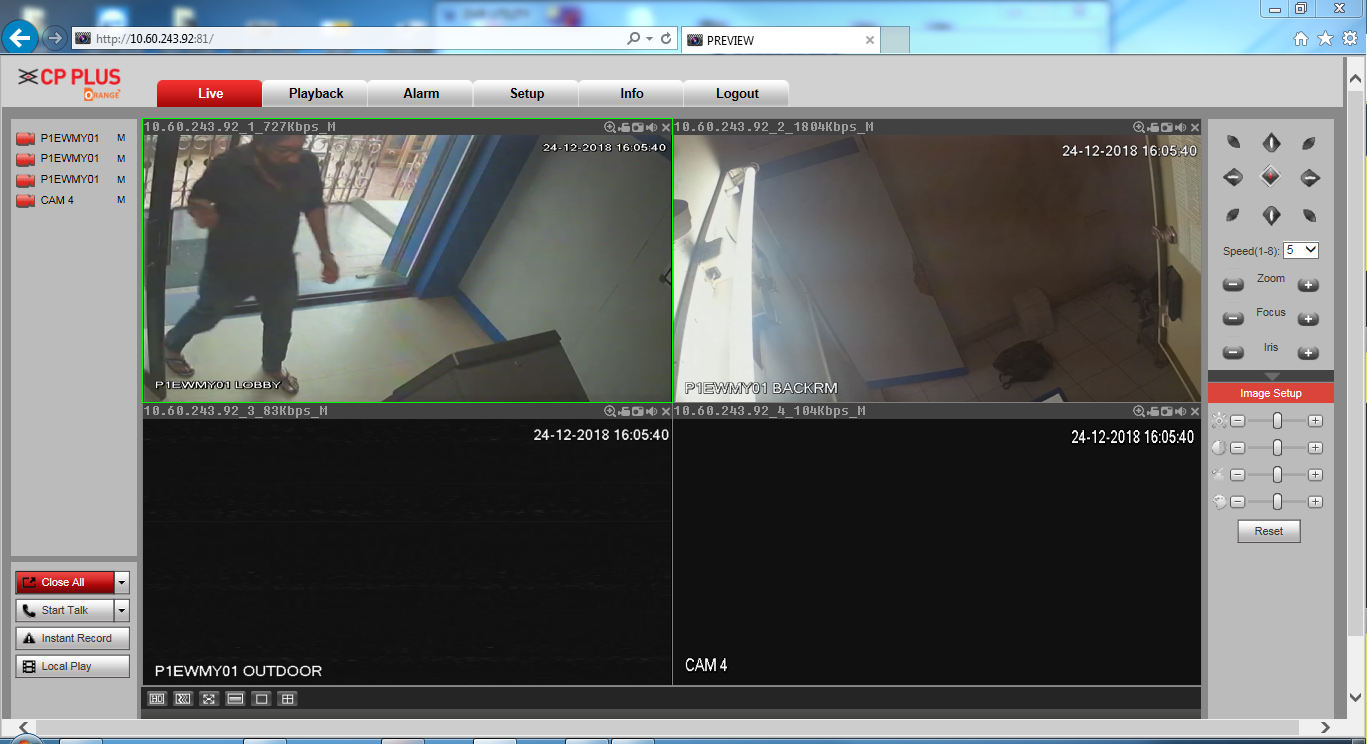 http://10.60.243.92:81/
PREVIEW
CP PLUS
ORANGE
Live
Playback
Alarm
Setup
Info
Logout
P1EWMY01 M
P1EWMY01 M
P1EWMY01 M
CAM 4 M
10.60.243.92_1_727Kbps_M
24-12-2018 16:05:40
P1EWMY01 LOBBY
10.60.243.92_2_1804Kbps_M
24-12-2018 16:05:40
P1EWMY01 BACKRM
10.60.243.92_3_83Kbps_M
24-12-2018 16:05:40
P1EWMY01 OUTDOOR
10.60.243.92_4_104Kbps_M
24-12-2018 16:05:40
CAM 4
Speed(1-8): 5
Zoom
Focus
Iris
Image Setup
Reset
Close All
Start Talk
Instant Record
Local Play